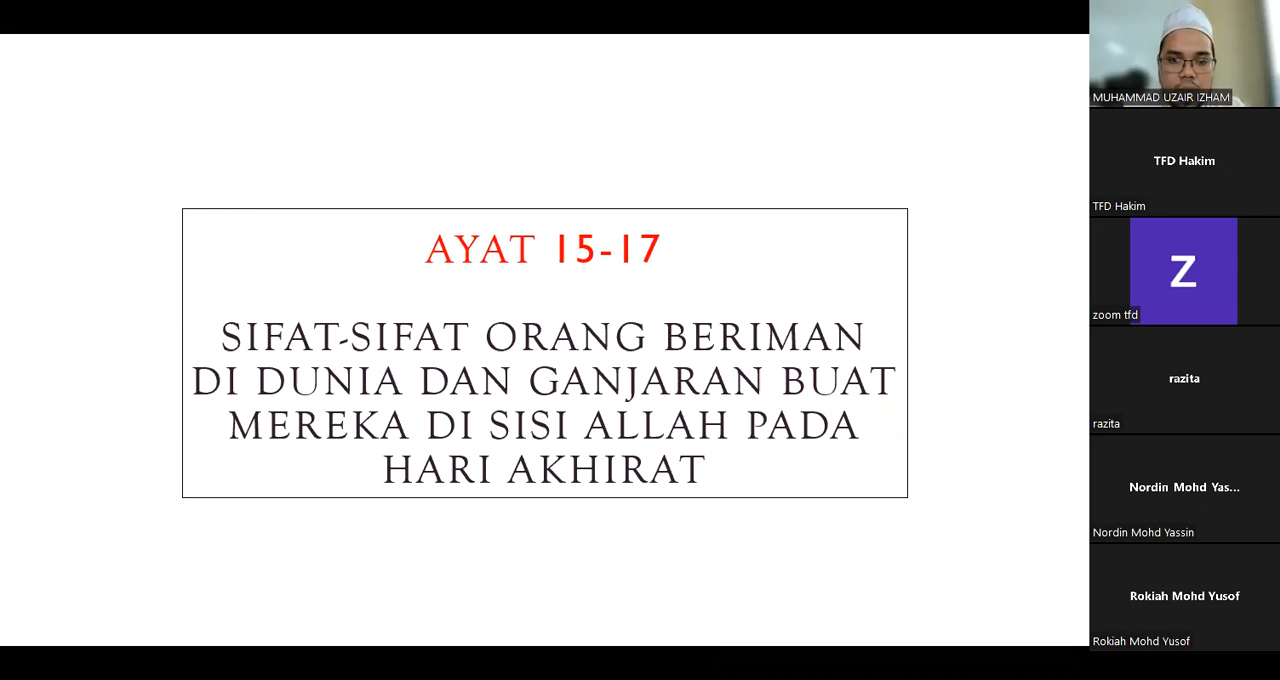 AYAT 15-17
SIFAT-SIFAT ORANG BERIMAN
DI DUNIA DAN GANJARAN BUAT
MEREKA DI SISI ALLAH PADA
HARI AKHIRAT
MUHAMMAD UZAIR IZHAM
TFD Hakim
TFD Hakim
Z
zoom tfd
razita
razita
Nordin Mohd Yas...
Nordin Mohd Yassin
Rokiah Mohd Yusof
Rokiah Mohd Yusof